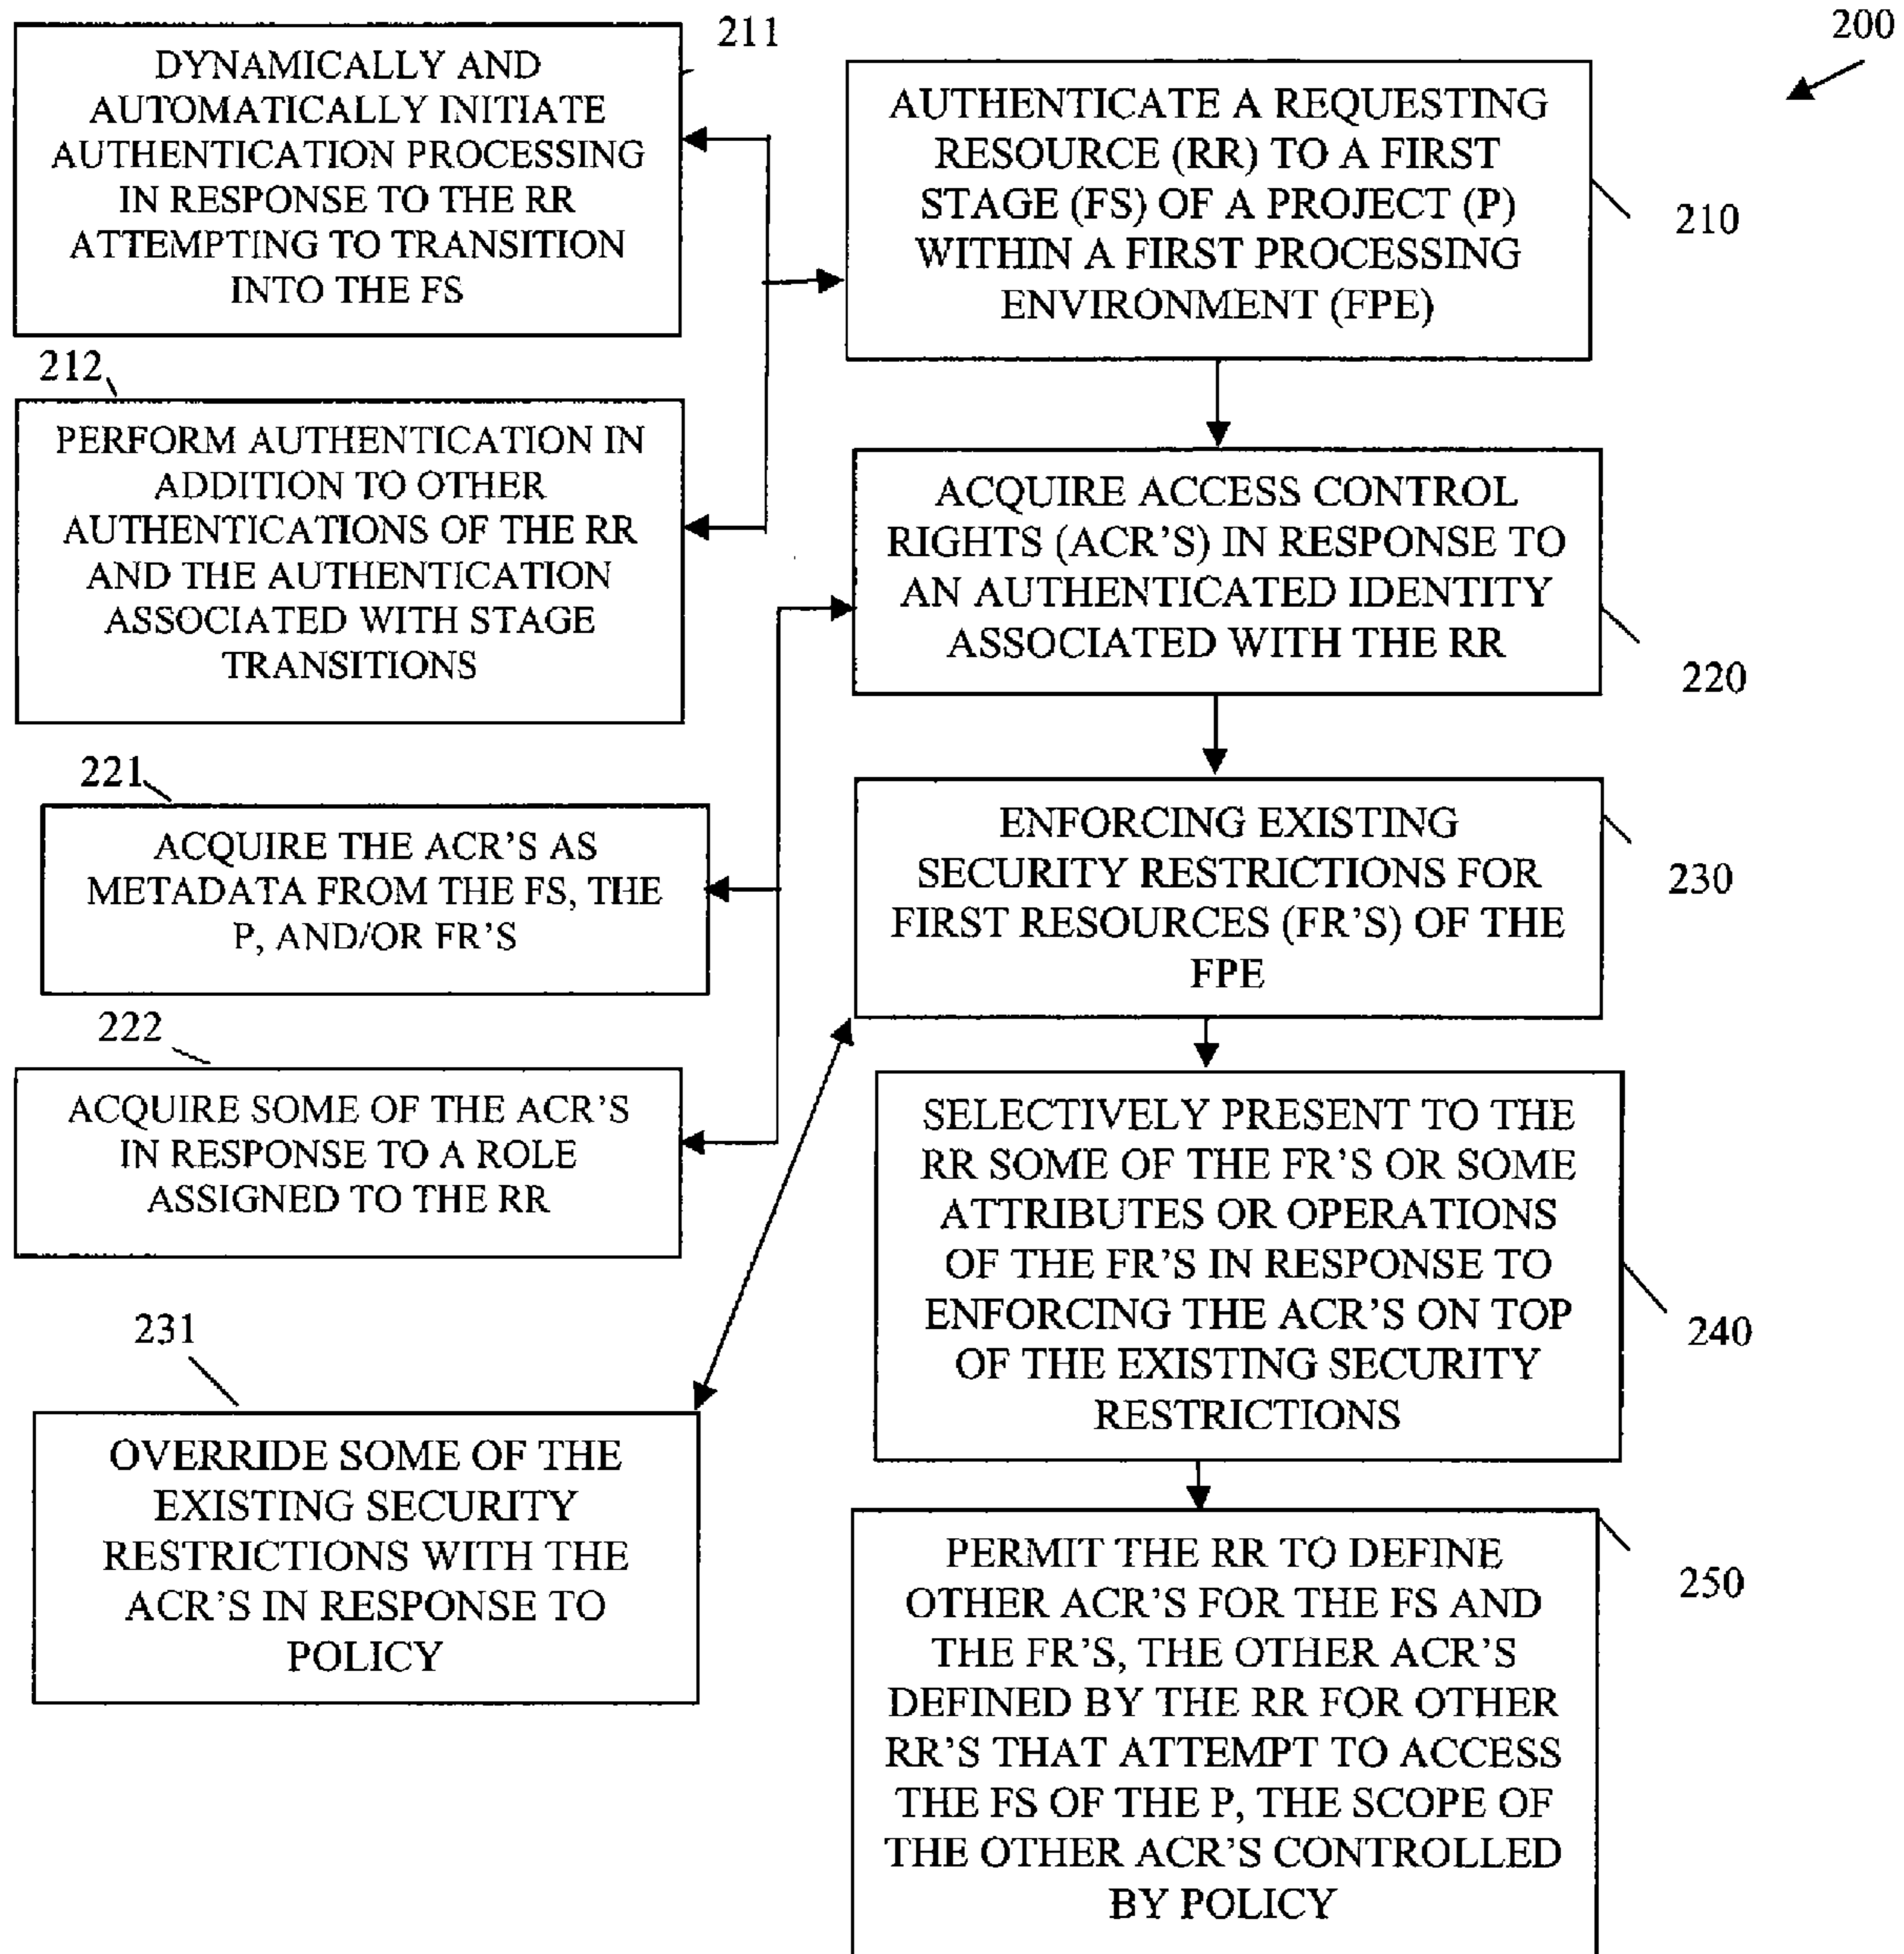 200
211
DYNAMICALLY AND
AUTOMATICALLY INITIATE
AUTHENTICATION PROCESSING
IN RESPONSE TO THE RR
ATTEMPTING TO TRANSITION
INTO THE FS
AUTHENTICATE A REQUESTING
RESOURCE (RR) TO A FIRST
STAGE (FS) OF A PROJECT (P)
WITHIN A FIRST PROCESSING
ENVIRONMENT (FPE)
210
212
PERFORM AUTHENTICATION IN
ADDITION TO OTHER
AUTHENTICATIONS OF THE RR
AND THE AUTHENTICATION
ASSOCIATED WITH STAGE
TRANSITIONS
ACQUIRE ACCESS CONTROL
RIGHTS (ACR'S) IN RESPONSE TO
AN AUTHENTICATED IDENTITY
ASSOCIATED WITH THE RR
220
221
ACQUIRE THE ACR'S AS
METADATA FROM THE FS, THE
P, AND/OR FR'S
ENFORCING EXISTING
SECURITY RESTRICTIONS FOR
FIRST RESOURCES (FR'S) OF THE
FPE
230
222
ACQUIRE SOME OF THE ACR'S
IN RESPONSE TO A ROLE
ASSIGNED TO THE RR
SELECTIVELY PRESENT TO THE
RR SOME OF THE FR'S OR SOME
ATTRIBUTES OR OPERATIONS
OF THE FR'S IN RESPONSE TO
ENFORCING THE ACR'S ON TOP
OF THE EXISTING SECURITY
RESTRICTIONS
240
231
OVERRIDE SOME OF THE
EXISTING SECURITY
RESTRICTIONS WITH THE
ACR'S IN RESPONSE TO
POLICY
PERMIT THE RR TO DEFINE
OTHER ACR'S FOR THE FS AND
THE FR'S, THE OTHER ACR'S
DEFINED BY THE RR FOR OTHER
RR'S THAT ATTEMPT TO ACCESS
THE FS OF THE P, THE SCOPE OF
THE OTHER ACR'S CONTROLLED
BY POLICY
250